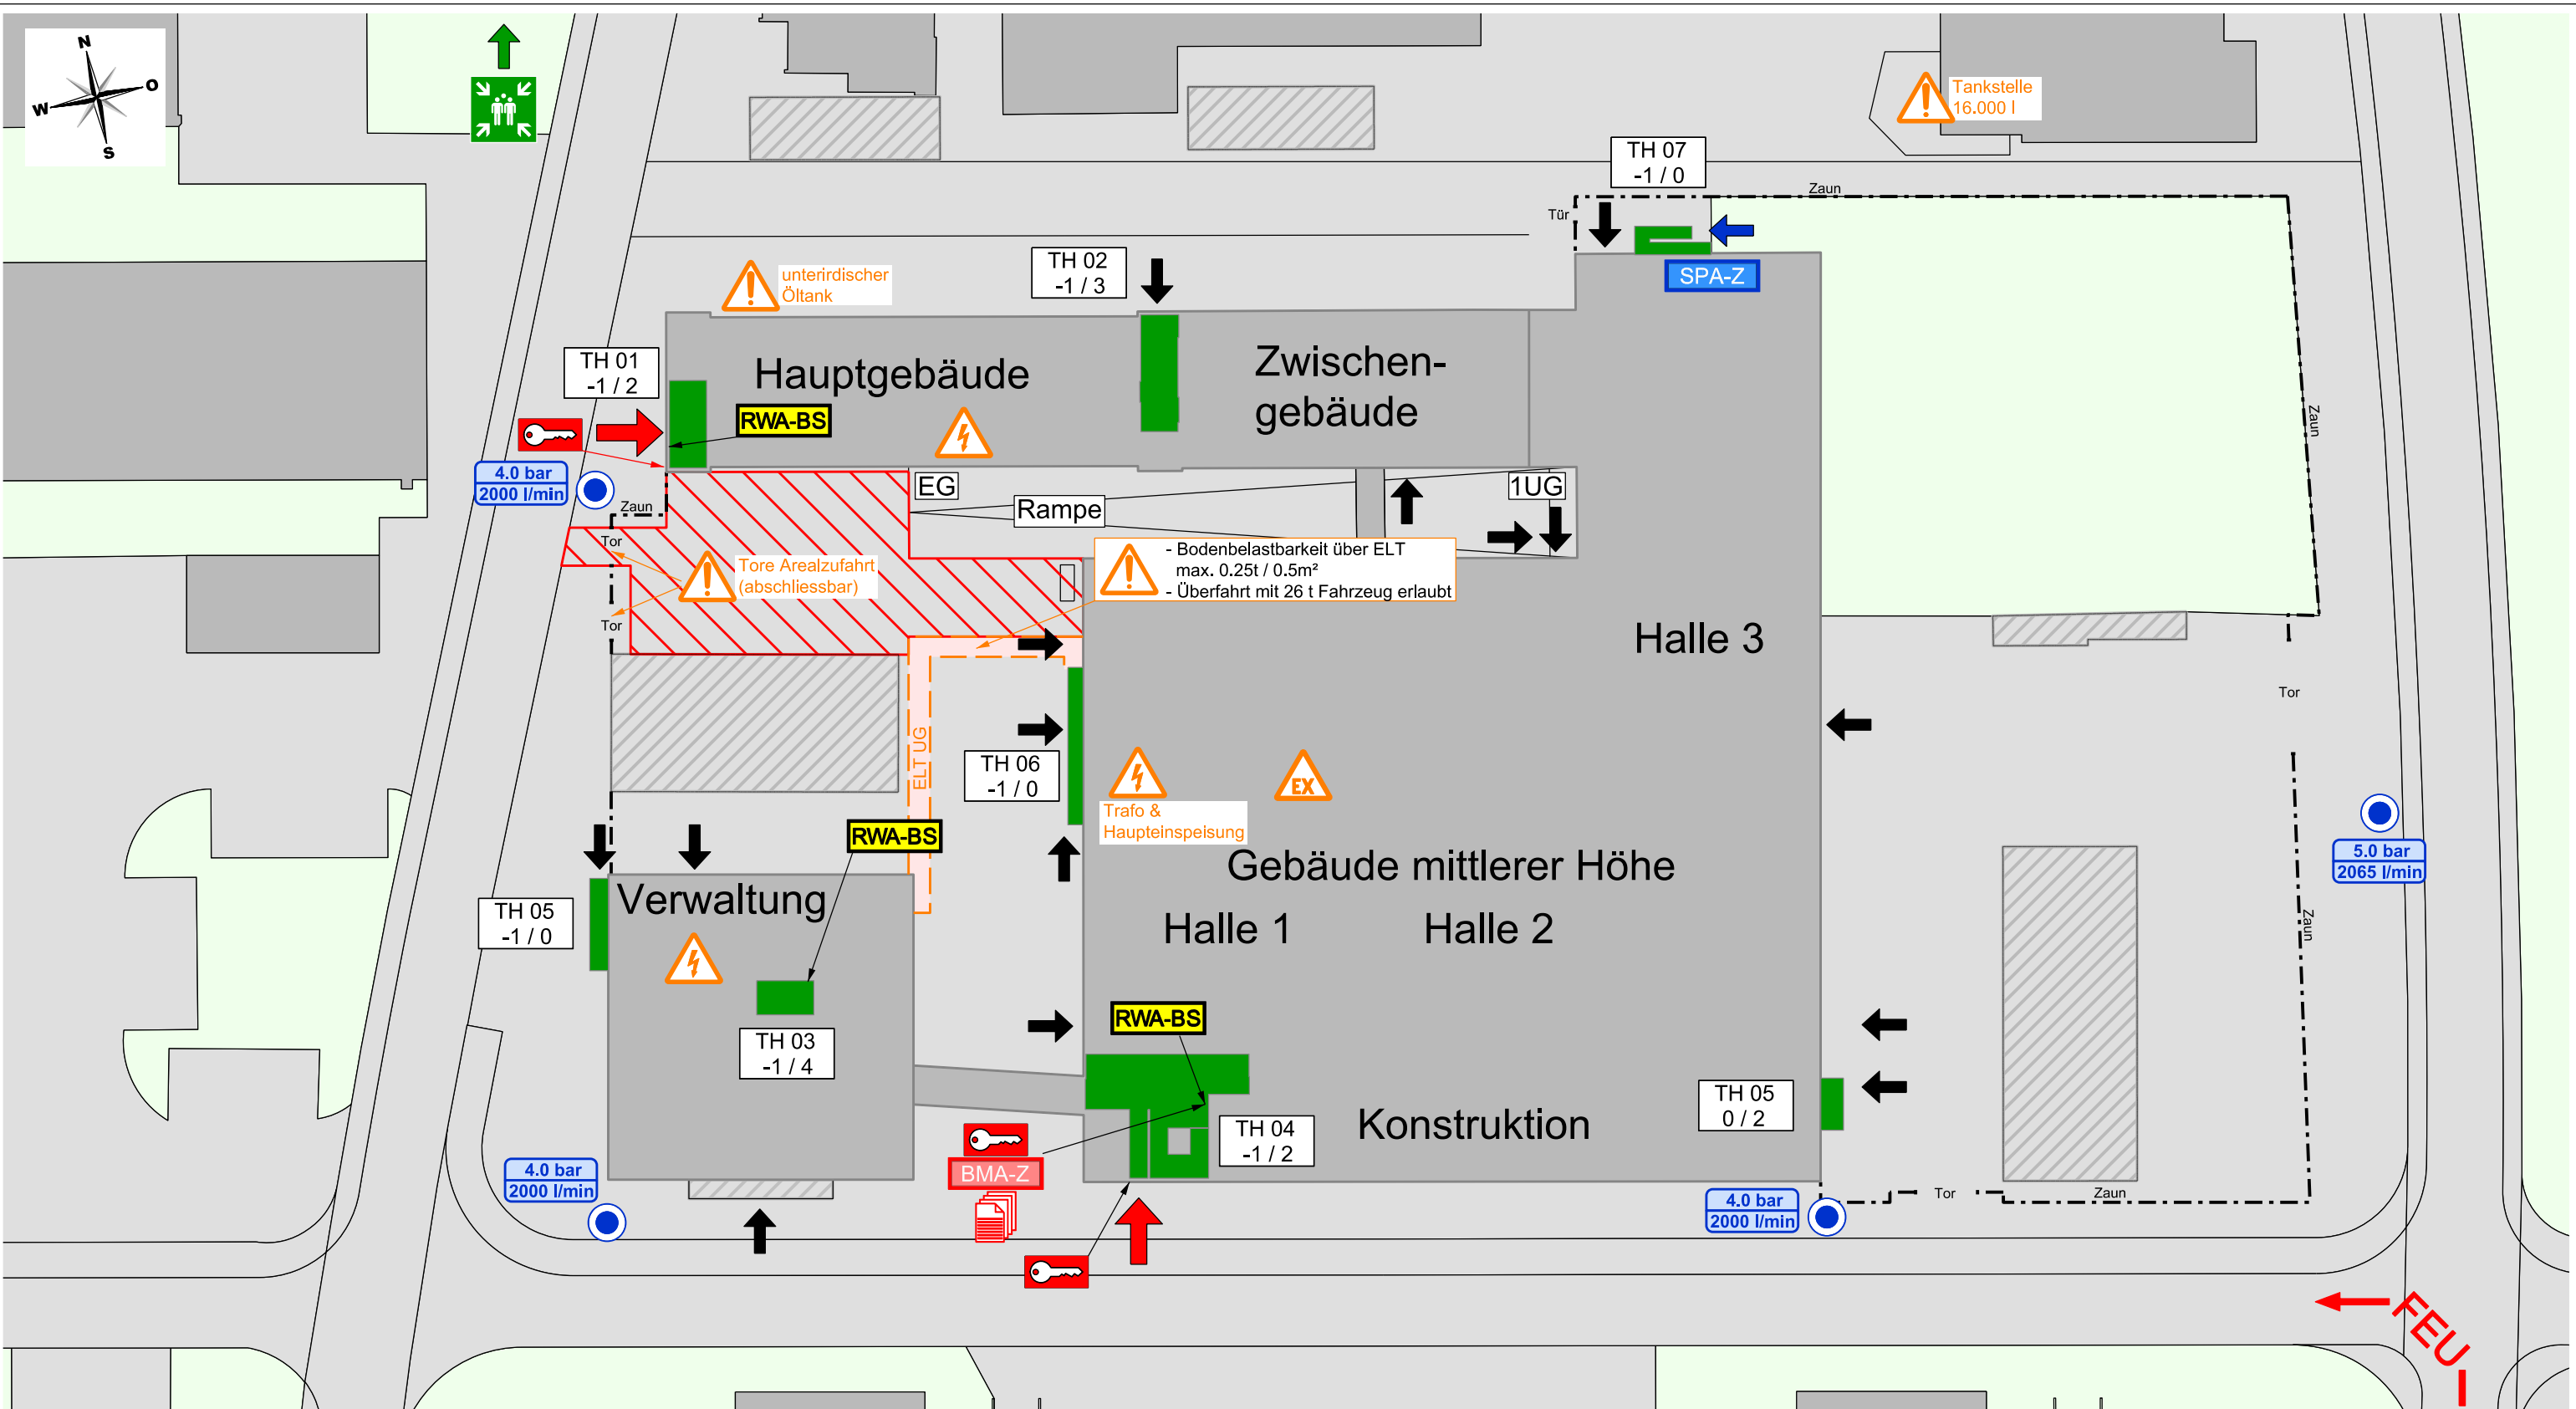 N
W
O
S
Tankstelle
16.000 l
TH 07
-1 / 0
Zaun
Tür
SPA-Z
TH 02
-1 / 3
unterirdischer
Öltank
TH 01
-1 / 2
Hauptgebäude
Zwischen-
gebäude
RWA-BS
Zaun
4.0 bar
2000 l/min
Zaun
EG
Rampe
1UG
Tor
Tore Arealzufahrt
(abschliessbar)
- Bodenbelastbarkeit über ELT
max. 0.25t / 0.5m²
- Überfahrt mit 26 t Fahrzeug erlaubt
Tor
Halle 3
Tor
ELT UG
TH 06
-1 / 0
Trafo &
Haupteinspeisung
EX
RWA-BS
Gebäude mittlerer Höhe
5.0 bar
2065 l/min
Verwaltung
TH 05
-1 / 0
Halle 1
Halle 2
Zaun
RWA-BS
TH 03
-1 / 4
TH 05
0 / 2
TH 04
-1 / 2
Konstruktion
BMA-Z
4.0 bar
2000 l/min
4.0 bar
2000 l/min
Tor
Zaun
FEU